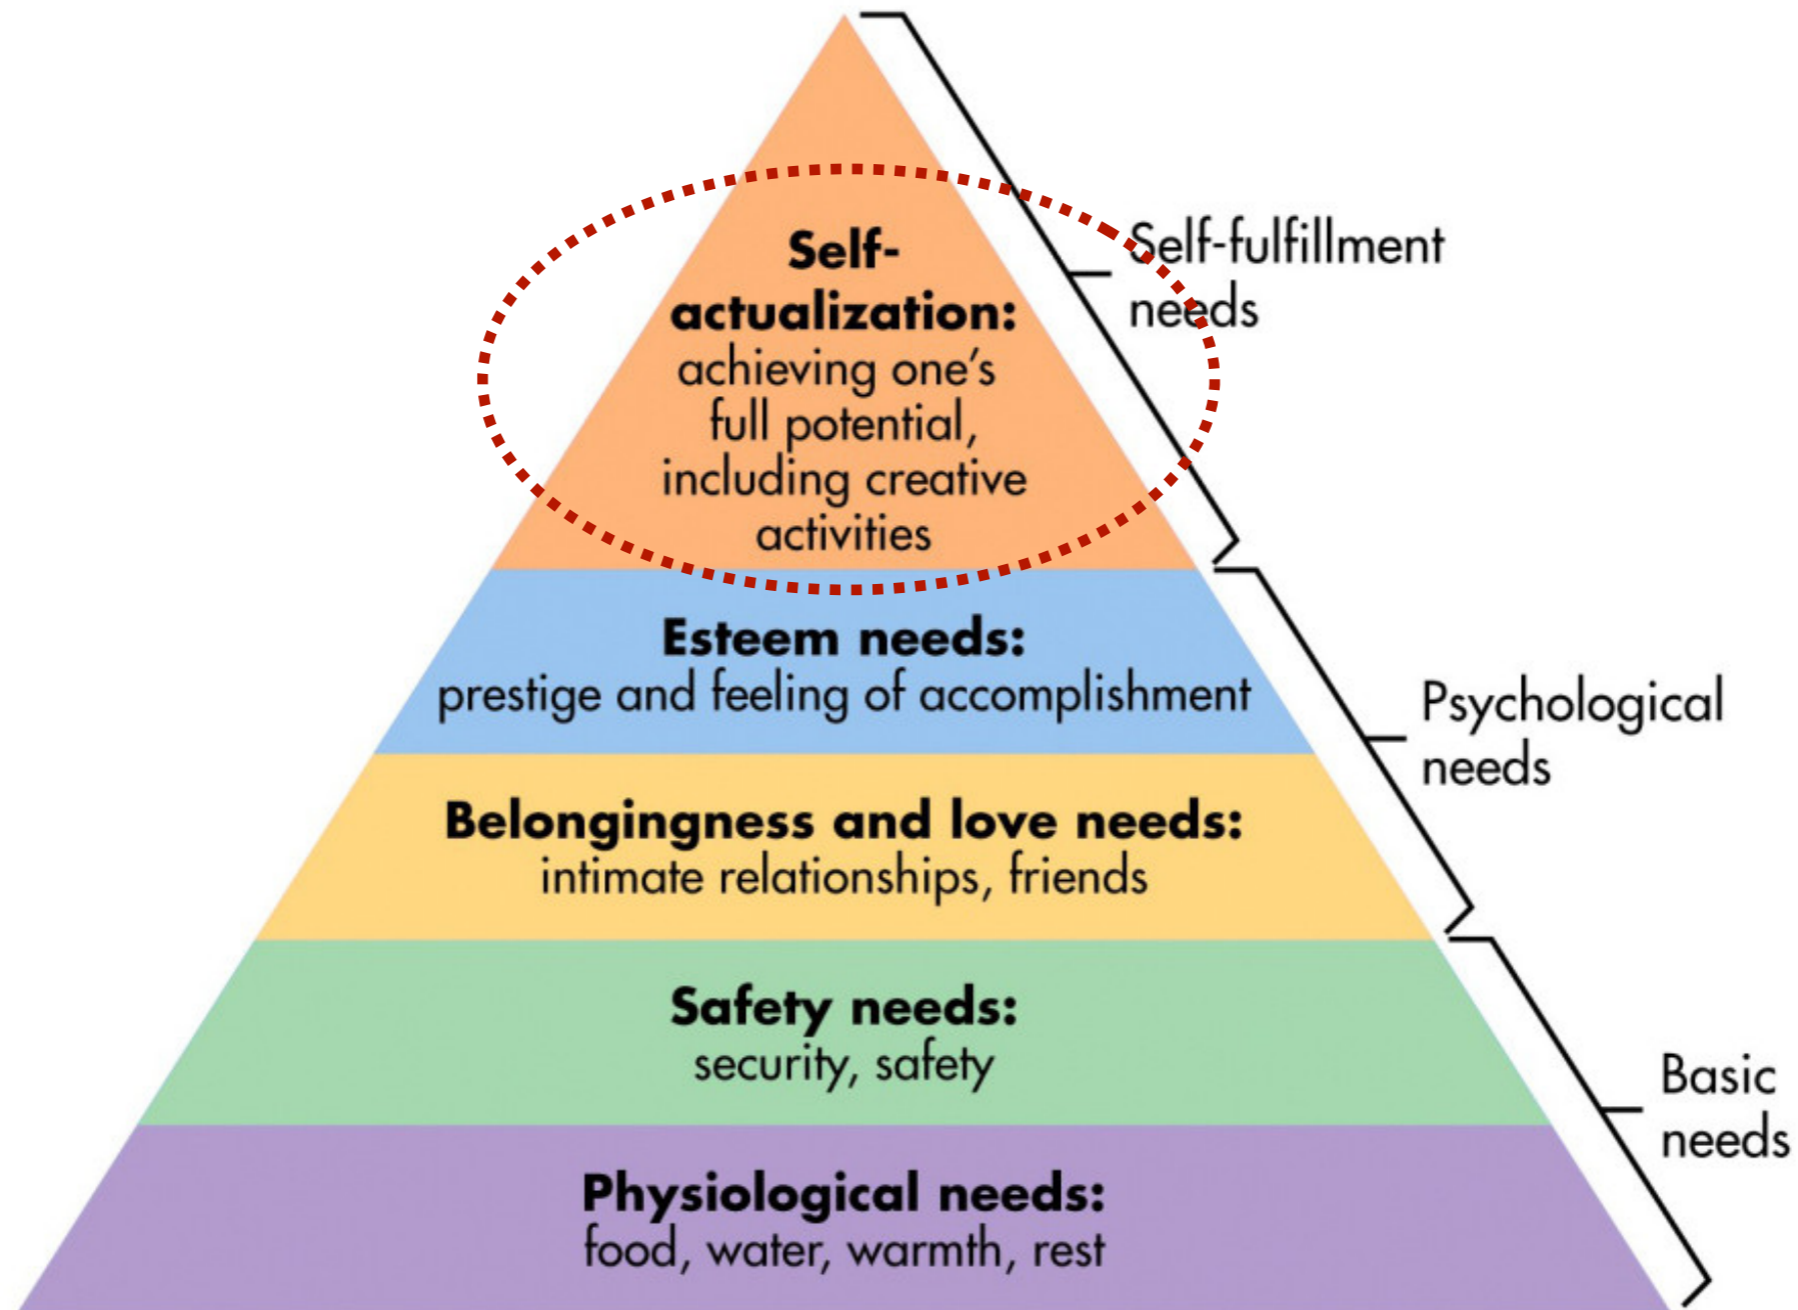 Self-
actualization:
achieving one's
full potential,
including creative
activities
Self-fulfillment
needs
Esteem needs:
prestige and feeling of accomplishment
Psychological
needs
Belongingness and love needs:
intimate relationships, friends
Safety needs:
security, safety
Basic
needs
Physiological needs:
food, water, warmth, rest